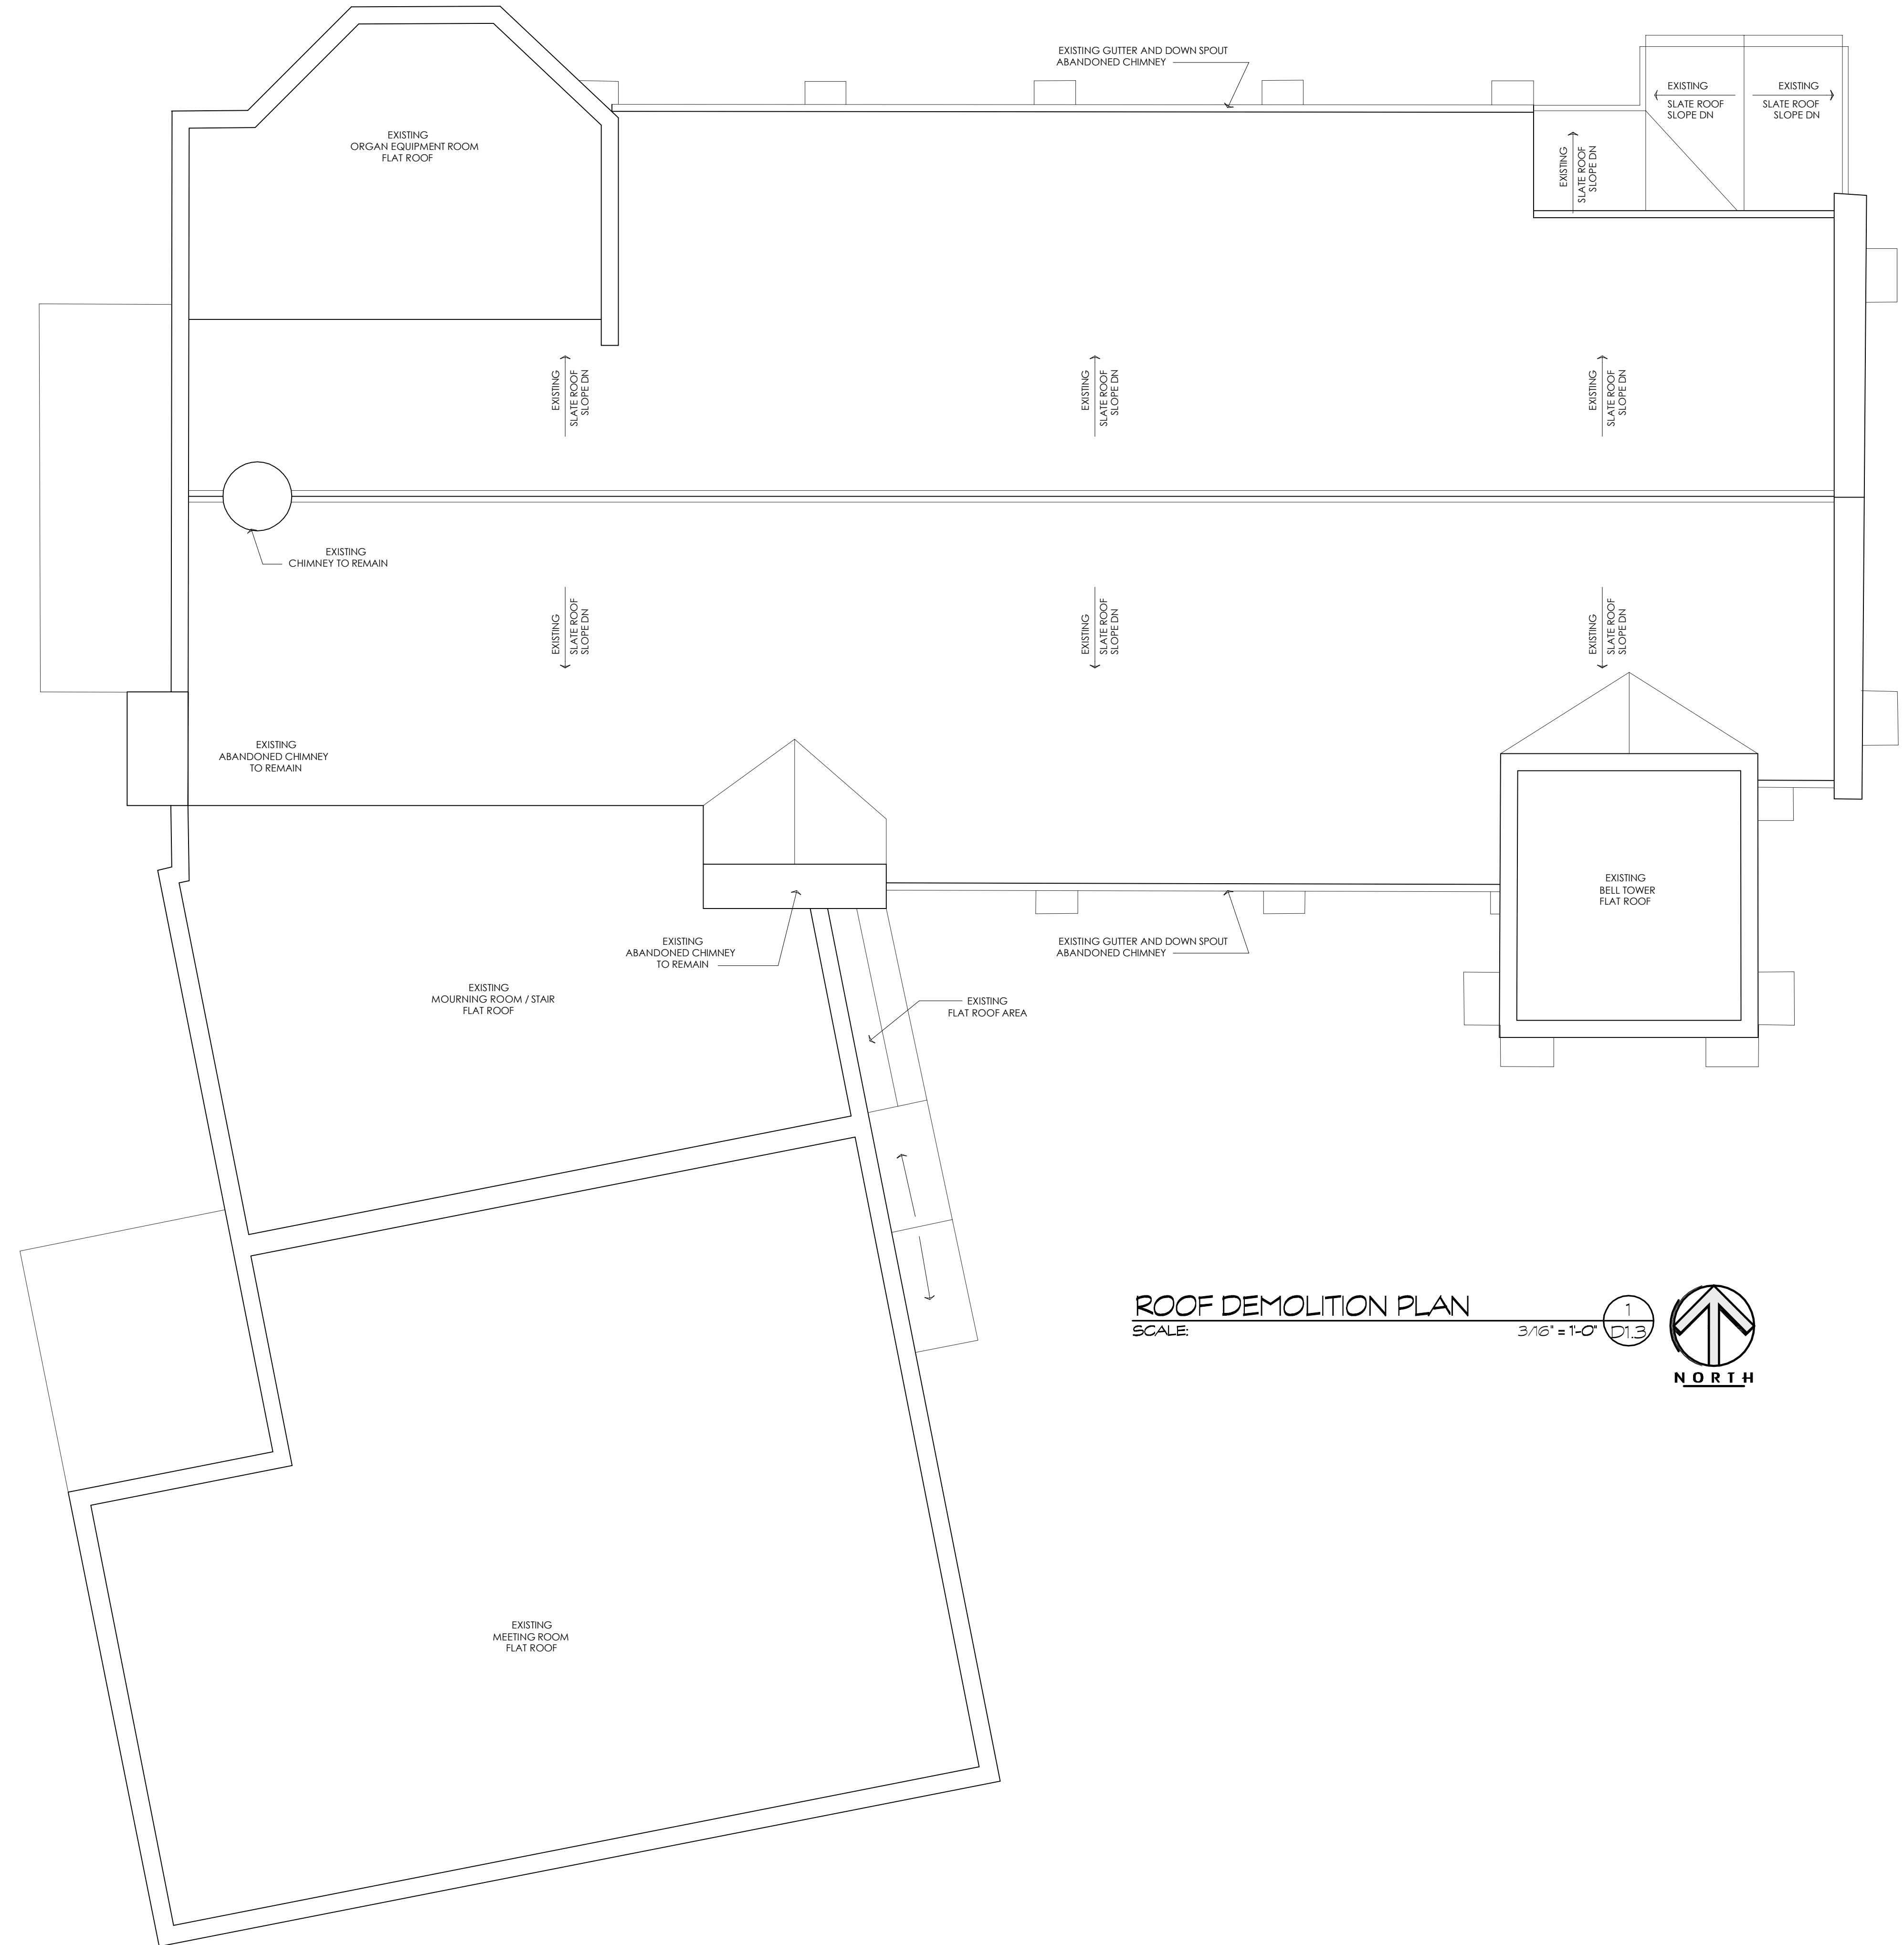 EXISTING GUTTER AND DOWN SPOUT
ABANDONED CHIMNEY
EXISTING
SLATE ROOF
SLOPE DN
EXISTING
SLATE ROOF
SLOPE DN
EXISTING
ORGAN EQUIPMENT ROOM
FLAT ROOF
EXISTING
SLATE ROOF
SLOPE DN
EXISTING
SLATE ROOF
SLOPE DN
EXISTING
SLATE ROOF
SLOPE DN
EXISTING
SLATE ROOF
SLOPE DN
EXISTING
CHIMNEY TO REMAIN
EXISTING
SLATE ROOF
SLOPE DN
EXISTING
SLATE ROOF
SLOPE DN
EXISTING
SLATE ROOF
SLOPE DN
EXISTING
ABANDONED CHIMNEY
TO REMAIN
EXISTING
BELL TOWER
FLAT ROOF
EXISTING
ABANDONED CHIMNEY
TO REMAIN
EXISTING GUTTER AND DOWN SPOUT
ABANDONED CHIMNEY
EXISTING
MOURNING ROOM / STAIR
FLAT ROOF
EXISTING
FLAT ROOF AREA
ROOF DEMOLITION PLAN
SCALE:
3/16" = 1'-0"
1
D1.3
NORTH
EXISTING
MEETING ROOM
FLAT ROOF